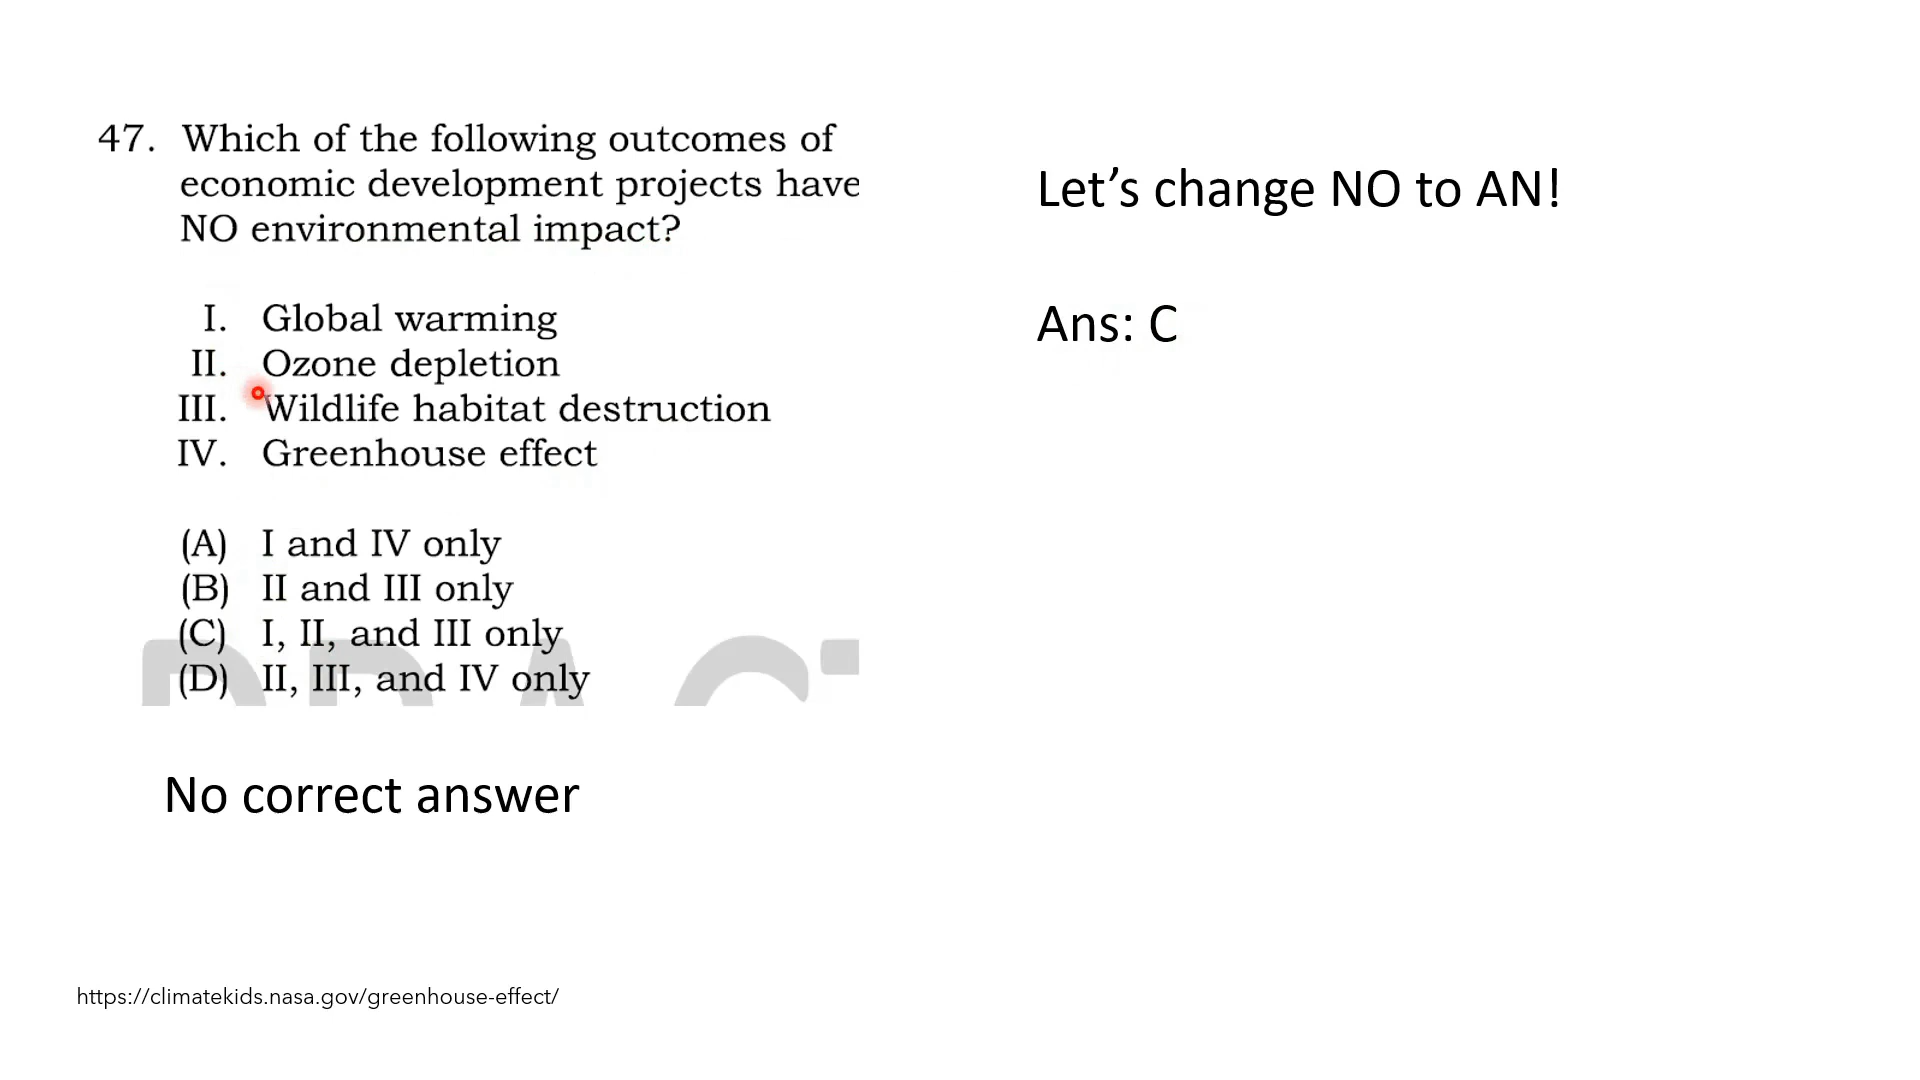 47. Which of the following outcomes of
economic development projects have
NO environmental impact?
I. Global warming
II. Ozone depletion
III. Wildlife habitat destruction
IV. Greenhouse effect
(A) I and IV only
(B) II and III only
(C) I, II, and III only
(D) II, III, and IV only
No correct answer
https://climatekids.nasa.gov/greenhouse-effect/
Let’s change NO to AN!
Ans: C